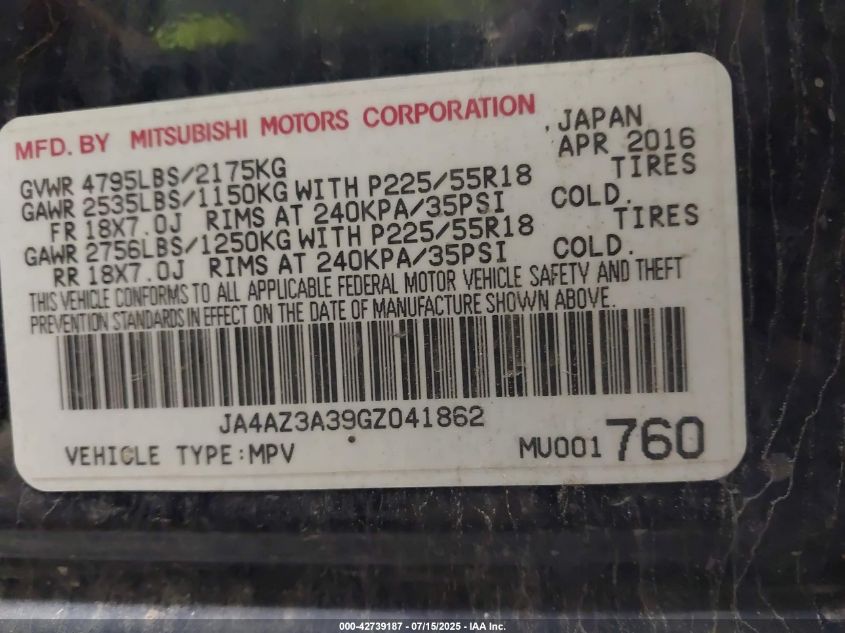 MFD. BY MITSUBISHI MOTORS CORPORATION , JAPAN
APR 2016
GVWR 4795LBS/2175KG
GAWR 2535LBS/1150KG WITH P225/55R18 TIRES
FR 18X7.0J RIMS AT 240KPA/35PSI COLD.
GAWR 2756LBS/1250KG WITH P225/55R18 TIRES
RR 18X7.0J RIMS AT 240KPA/35PSI COLD.
THIS VEHICLE CONFORMS TO ALL APPLICABLE FEDERAL MOTOR VEHICLE SAFETY AND THEFT
PREVENTION STANDARDS IN EFFECT ON THE DATE OF MANUFACTURE SHOWN ABOVE.
JA4AZ3A39GZ041862
VEHICLE TYPE:MPV MU001 760
000-42739187 - 07/15/2025 - IAA Inc.